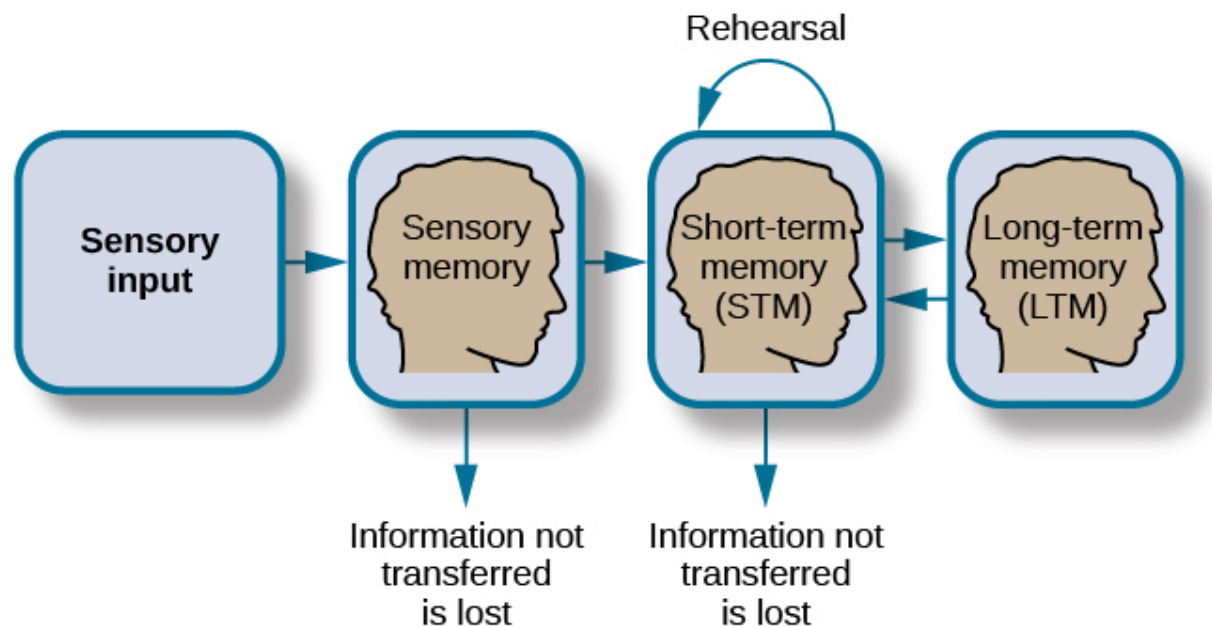 Rehearsal
Sensory
input
Sensory
memory
Short-term
memory
(STM)
Long-term
memory
(LTM)
Information not
transferred
is lost
Information not
transferred
is lost